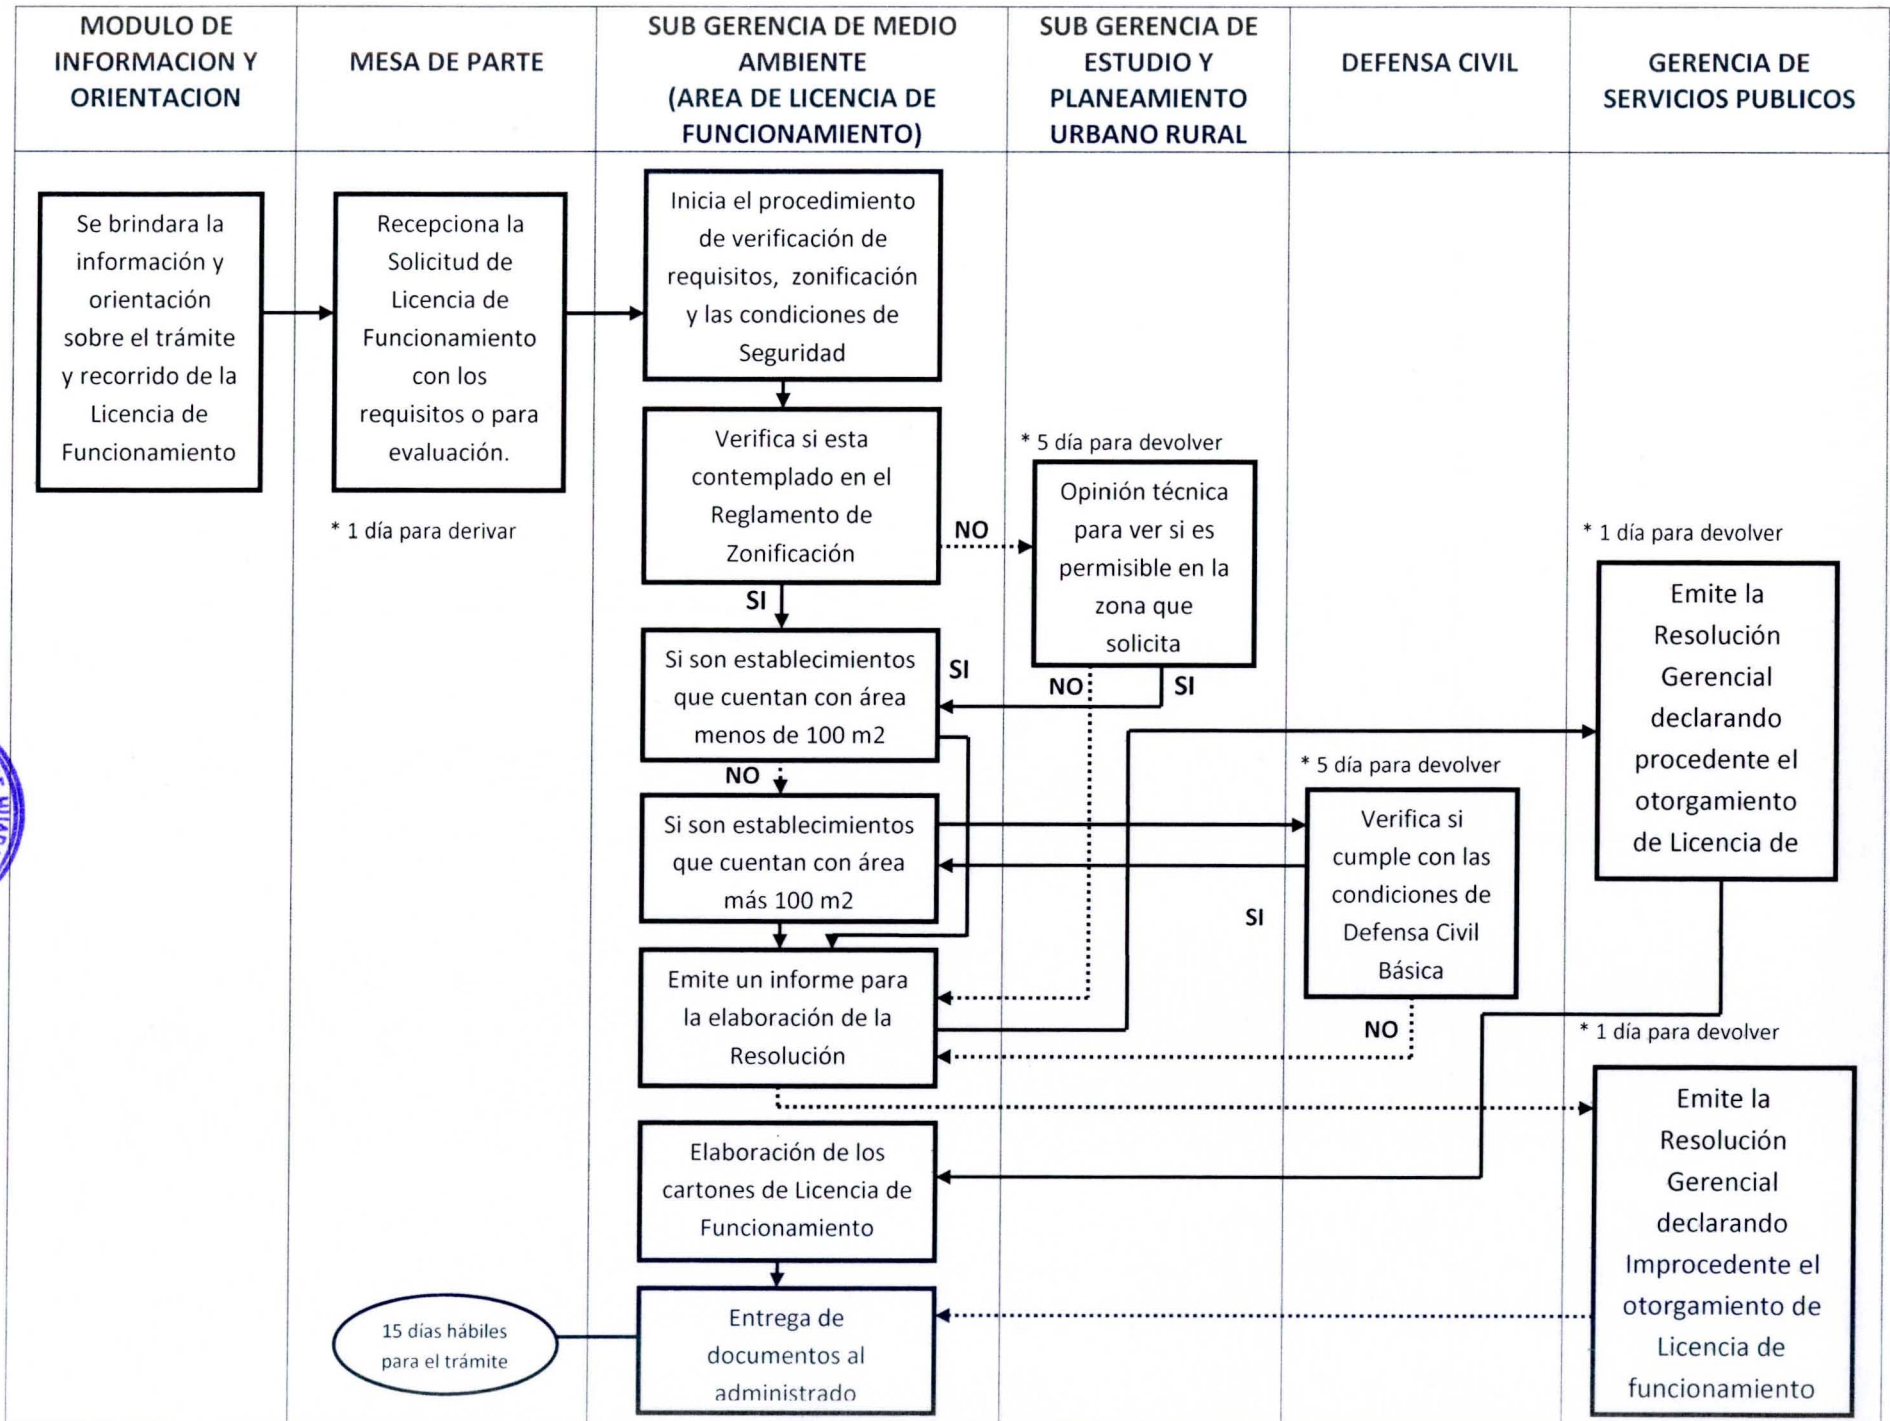 MODULO DE
INFORMACION Y
ORIENTACION
MESA DE PARTE
SUB GERENCIA DE MEDIO
AMBIENTE
(AREA DE LICENCIA DE
FUNCIONAMIENTO)
SUB GERENCIA DE
ESTUDIO Y
PLANEAMIENTO
URBANO RURAL
DEFENSA CIVIL
GERENCIA DE
SERVICIOS PUBLICOS
Se brindara la
información y
orientación
sobre el trámite
y recorrido de la
Licencia de
Funcionamiento
Recepciona la
Solicitud de
Licencia de
Funcionamiento
con los
requisitos o para
evaluación.
* 1 día para derivar
Inicia el procedimiento
de verificación de
requisitos, zonificación
y las condiciones de
Seguridad
Verifica si esta
contemplado en el
Reglamento de
Zonificación
NO
SI
* 5 día para devolver
Opinión técnica
para ver si es
permisible en la
zona que
solicita
NO
SI
Si son establecimientos
que cuentan con área
menos de 100 m2
SI
NO
Si son establecimientos
que cuentan con área
más 100 m2
* 5 día para devolver
Verifica si
cumple con las
condiciones de
Defensa Civil
Básica
SI
NO
Emite un informe para
la elaboración de la
Resolución
* 1 día para devolver
Emite la
Resolución
Gerencial
declarando
procedente el
otorgamiento
de Licencia de
* 1 día para devolver
Emite la
Resolución
Gerencial
declarando
Improcedente el
otorgamiento de
Licencia de
funcionamiento
Elaboración de los
cartones de Licencia de
Funcionamiento
Entrega de
documentos al
administrado
15 días hábiles
para el trámite